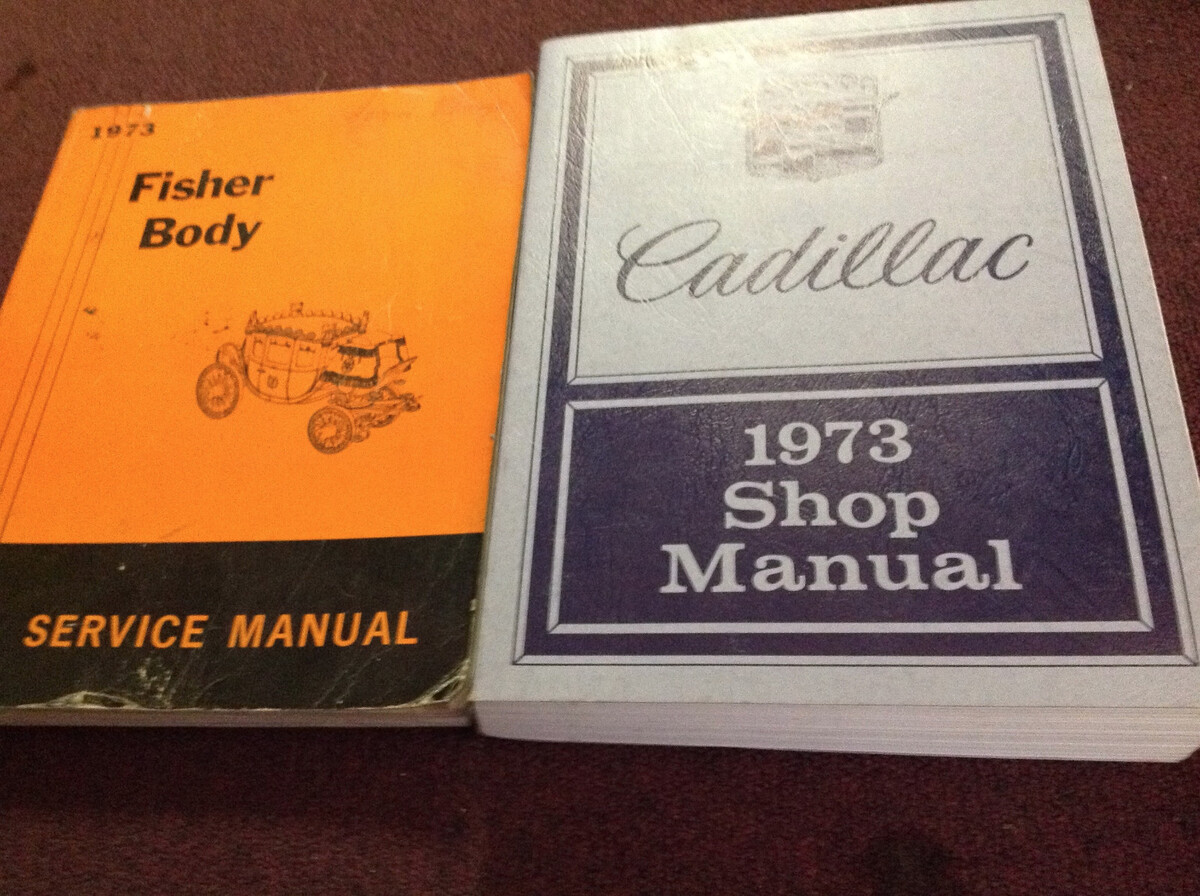 1973
Fisher
Body
SERVICE MANUAL
Cadillac
1973
Shop
Manual